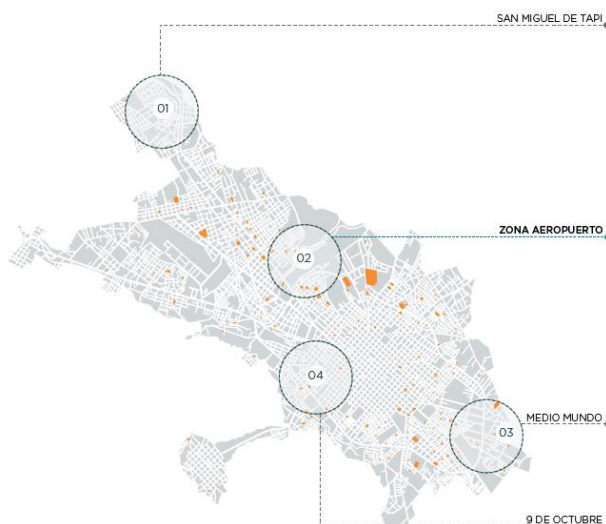 SAN MIGUEL DE TAPI
01
ZONA AEROPUERTO
02
04
MEDIO MUNDO
03
9 DE OCTUBRE